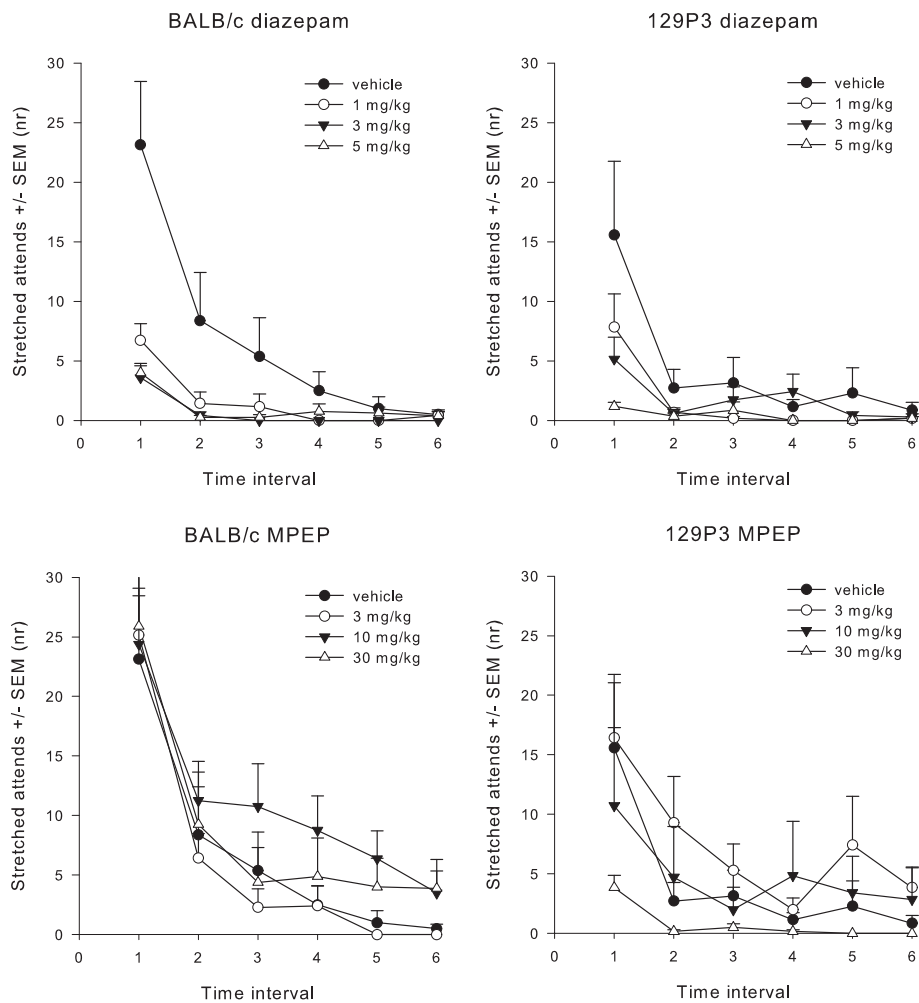 BALB/c diazepam
Stretched attends +/- SEM (nr)
30
25
20
15
10
5
0
vehicle
1 mg/kg
3 mg/kg
5 mg/kg
0 1 2 3 4 5 6
Time interval
129P3 diazepam
Stretched attends +/- SEM (nr)
30
25
20
15
10
5
0
vehicle
1 mg/kg
3 mg/kg
5 mg/kg
0 1 2 3 4 5 6
Time interval
BALB/c MPEP
Stretched attends +/- SEM (nr)
30
25
20
15
10
5
0
vehicle
3 mg/kg
10 mg/kg
30 mg/kg
0 1 2 3 4 5 6
Time interval
129P3 MPEP
Stretched attends +/- SEM (nr)
30
25
20
15
10
5
0
vehicle
3 mg/kg
10 mg/kg
30 mg/kg
0 1 2 3 4 5 6
Time interval